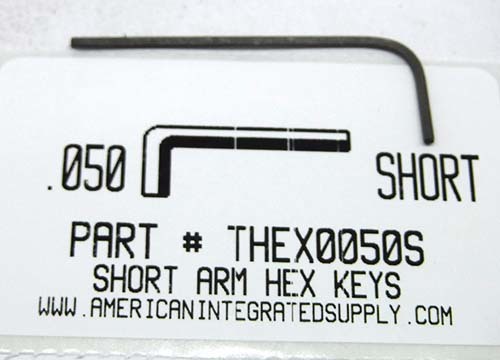 .050 SHORT
PART # THEX0050S
SHORT ARM HEX KEYS
WWW.AMERICANINTEGRATEDSUPPLY.COM